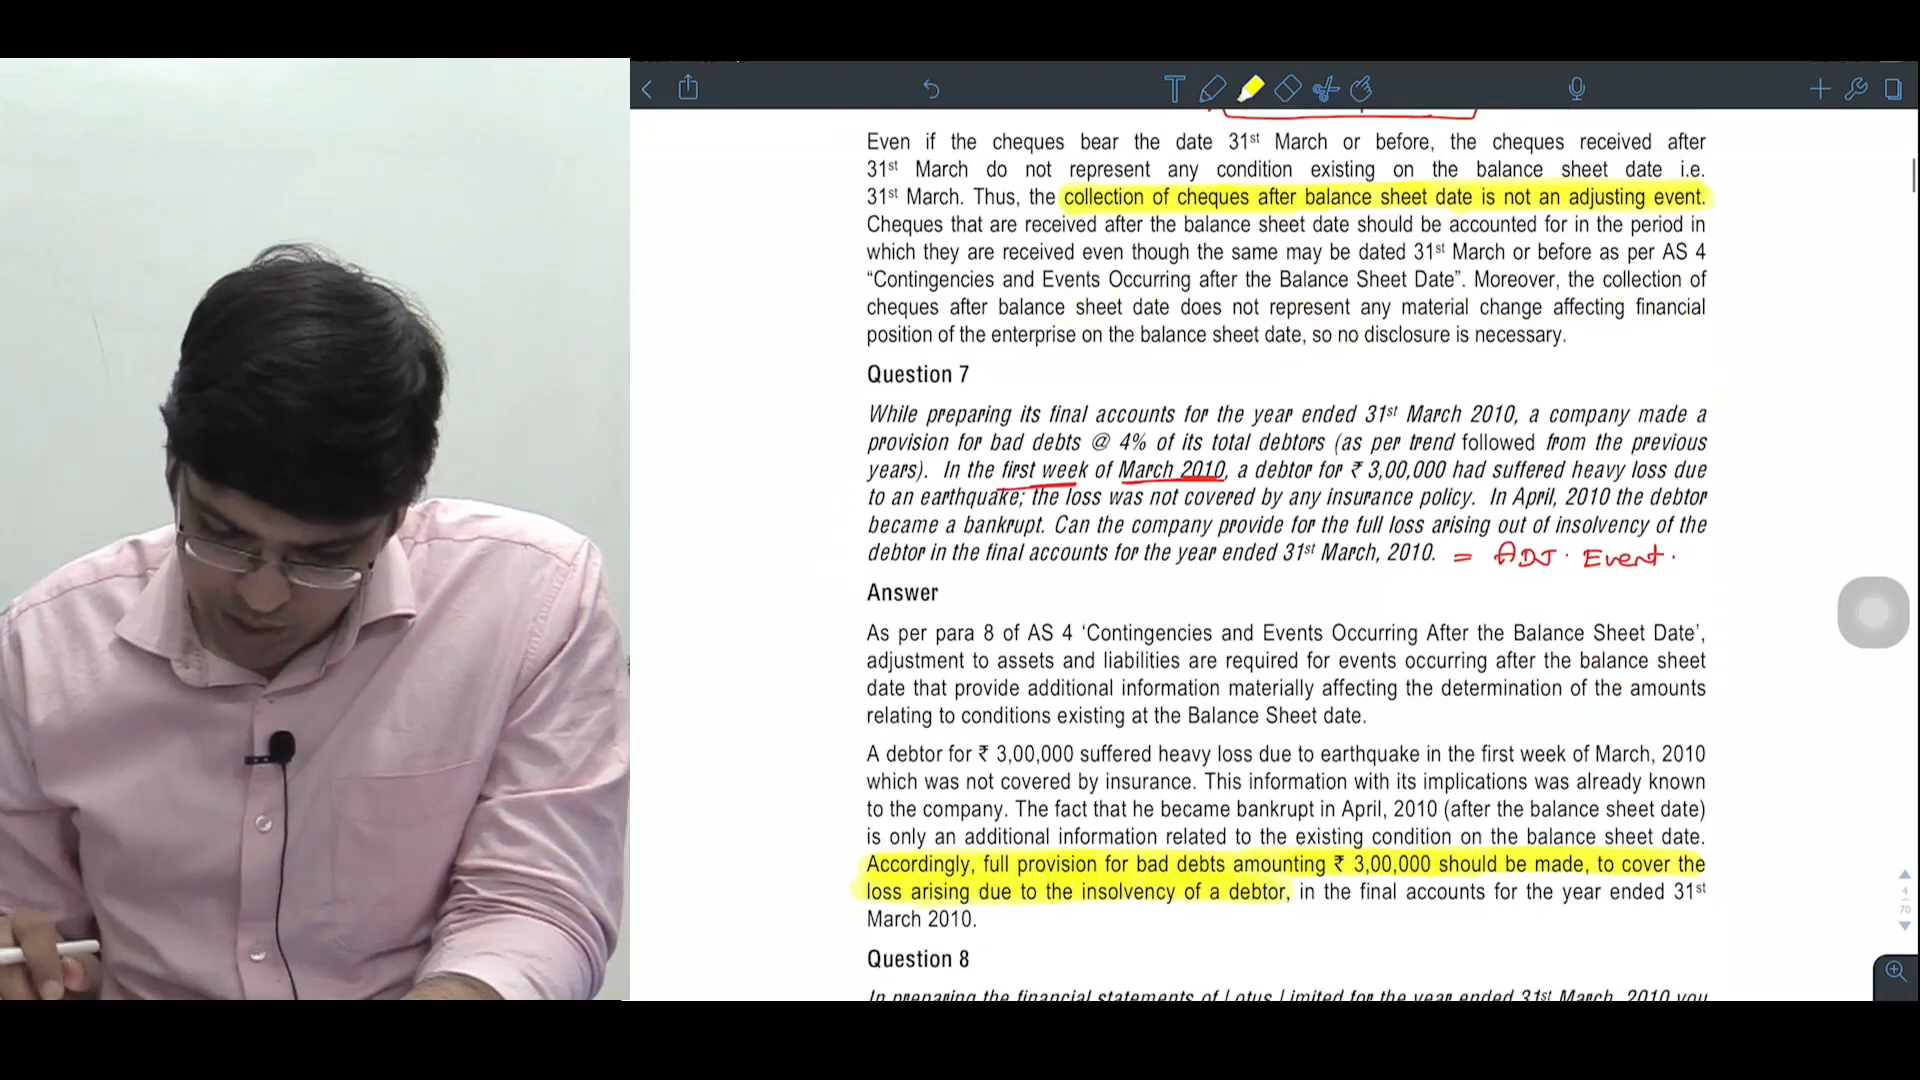 Even if the cheques bear the date 31st March or before, the cheques received after
31st March do not represent any condition existing on the balance sheet date i.e.
31st March. Thus, the collection of cheques after balance sheet date is not an adjusting event.
Cheques that are received after the balance sheet date should be accounted for in the period in
which they are received even though the same may be dated 31st March or before as per AS 4
“Contingencies and Events Occurring after the Balance Sheet Date”. Moreover, the collection of
cheques after balance sheet date does not represent any material change affecting financial
position of the enterprise on the balance sheet date, so no disclosure is necessary.
Question 7
While preparing its final accounts for the year ended 31st March 2010, a company made a
provision for bad debts @ 4% of its total debtors (as per trend followed from the previous
years). In the first week of March 2010, a debtor for ₹ 3,00,000 had suffered heavy loss due
to an earthquake; the loss was not covered by any insurance policy. In April, 2010 the debtor
became a bankrupt. Can the company provide for the full loss arising out of insolvency of the
debtor in the final accounts for the year ended 31st March, 2010. = ADJ. Event.
Answer
As per para 8 of AS 4 ‘Contingencies and Events Occurring After the Balance Sheet Date’,
adjustment to assets and liabilities are required for events occurring after the balance sheet
date that provide additional information materially affecting the determination of the amounts
relating to conditions existing at the Balance Sheet date.
A debtor for ₹ 3,00,000 suffered heavy loss due to earthquake in the first week of March, 2010
which was not covered by insurance. This information with its implications was already known
to the company. The fact that he became bankrupt in April, 2010 (after the balance sheet date)
is only an additional information related to the existing condition on the balance sheet date.
Accordingly, full provision for bad debts amounting ₹ 3,00,000 should be made, to cover the
loss arising due to the insolvency of a debtor, in the final accounts for the year ended 31st
March 2010.
4
70
Question 8
In preparing the financial statements of Lotus Limited for the year ended 31st March, 2010 you